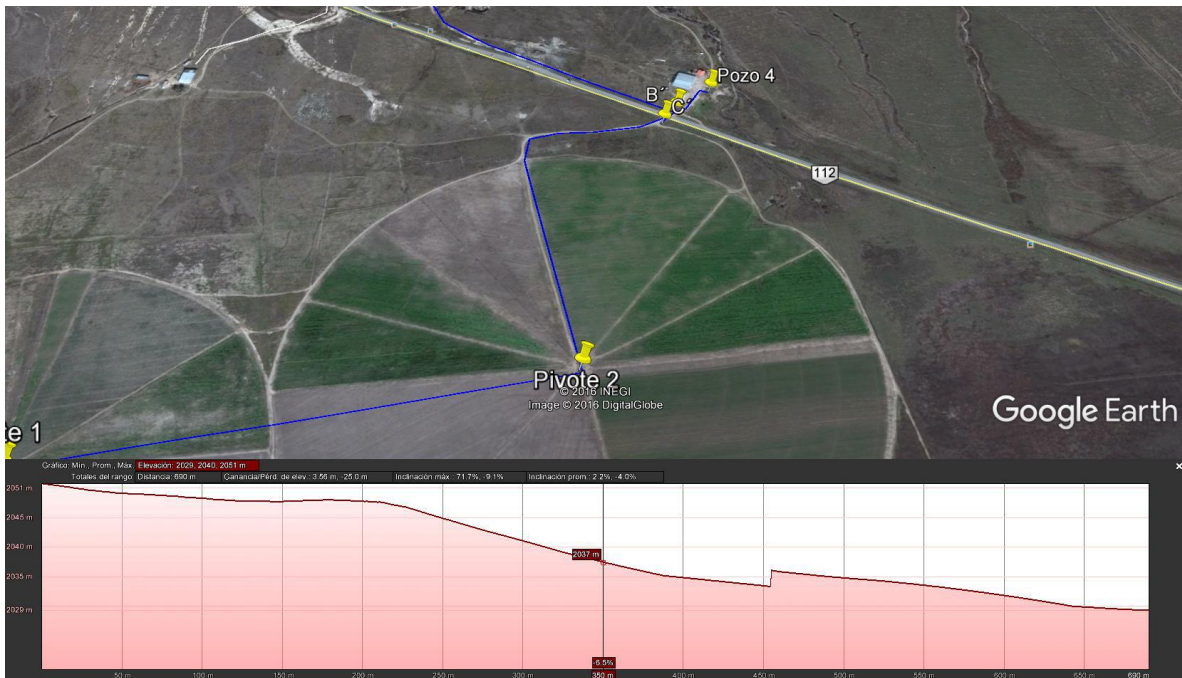 Pozo 4
B´
C´
112
Pivote 2
© 2016 INEGI
Image © 2016 DigitalGlobe
Google Earth
te 1
Gráfico: Mín., Prom., Máx. Elevación: 2029, 2040, 2051 m
Totales del rango: Distancia: 690 m Ganancia/Pérd. de elev.: 3.56 m, -25.0 m Inclinación máx.: 71.7%, -9.1% Inclinación prom.: 2.2%, -4.0%
2051 m
2045 m
2040 m
2037 m
2035 m
2029 m
-6.5%
50 m 100 m 150 m 200 m 250 m 300 m 350 m 400 m 450 m 500 m 550 m 600 m 650 m 690 m